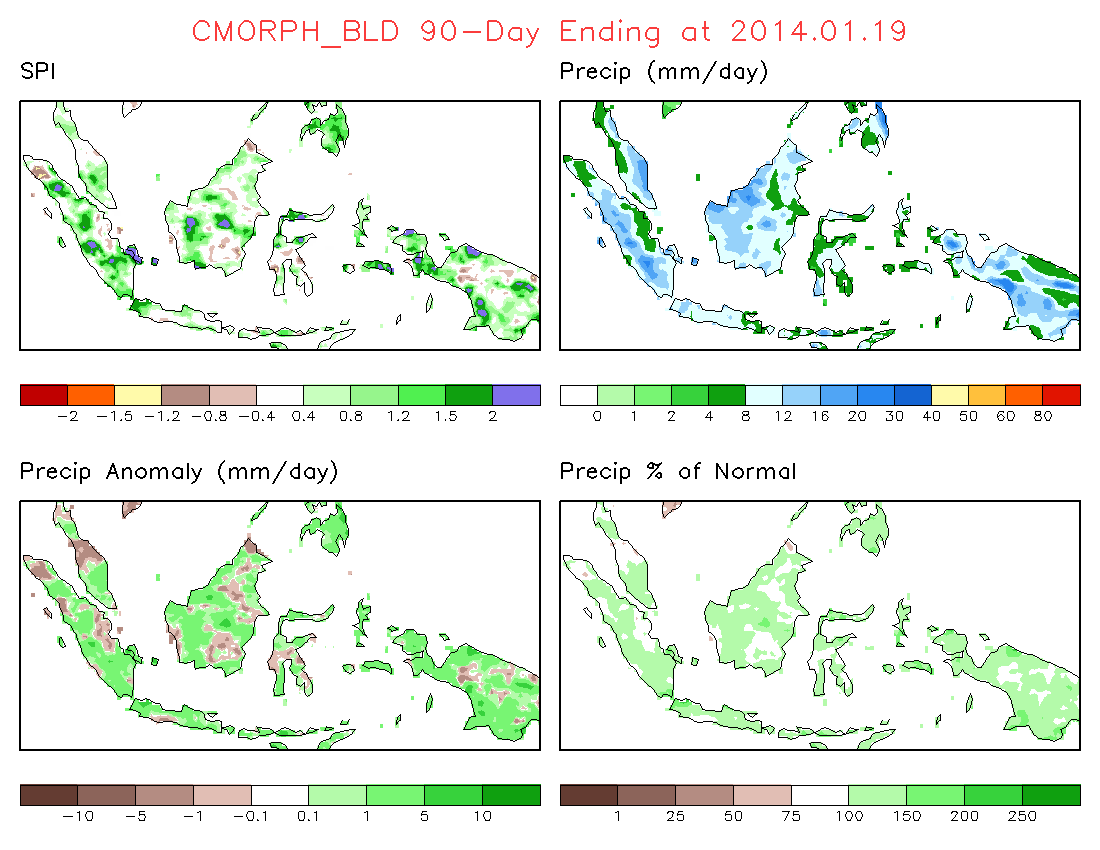 CMORPH_BLD 90-Day Ending at 2014.01.19
SPI
Precip (mm/day)
-2 -1.5 -1.2 -0.8 -0.4 0.4 0.8 1.2 1.5 2
0 1 2 4 8 12 16 20 30 40 50 60 80
Precip Anomaly (mm/day)
Precip % of Normal
-10 -5 -1 -0.1 0.1 1 5 10
1 25 50 75 100 150 200 250